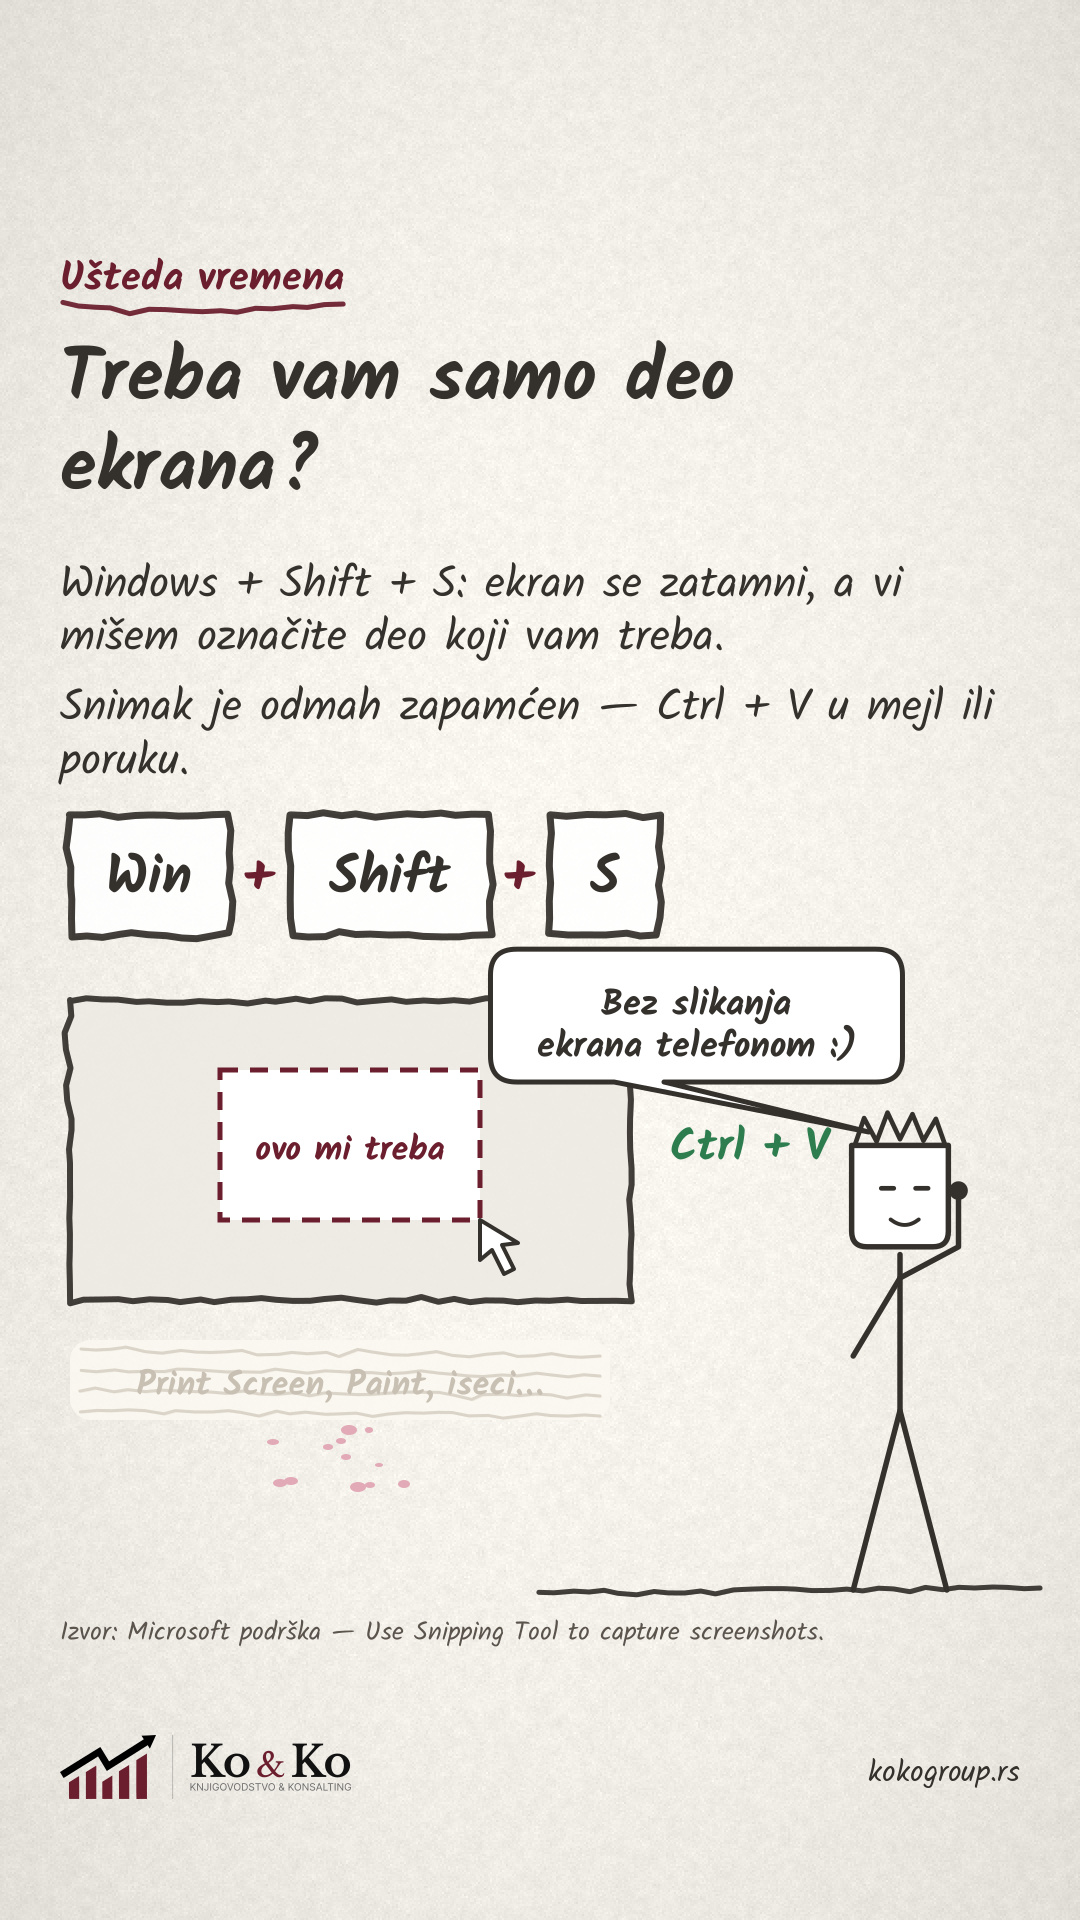 Ušteda vremena
Treba vam samo deo
ekrana?
Windows + Shift + S: ekran se zatamni, a vi
mišem označite deo koji vam treba.
Snimak je odmah zapamćen — Ctrl + V u mejl ili
poruku.
Win + Shift + S
Bez slikanja
ekrana telefonom :)
ovo mi treba
Ctrl + V
Print Screen, Paint, iseci...
Izvor: Microsoft podrška — Use Snipping Tool to capture screenshots.
Ko & Ko
KNJIGOVODSTVO & KONSALTING
kokogroup.rs